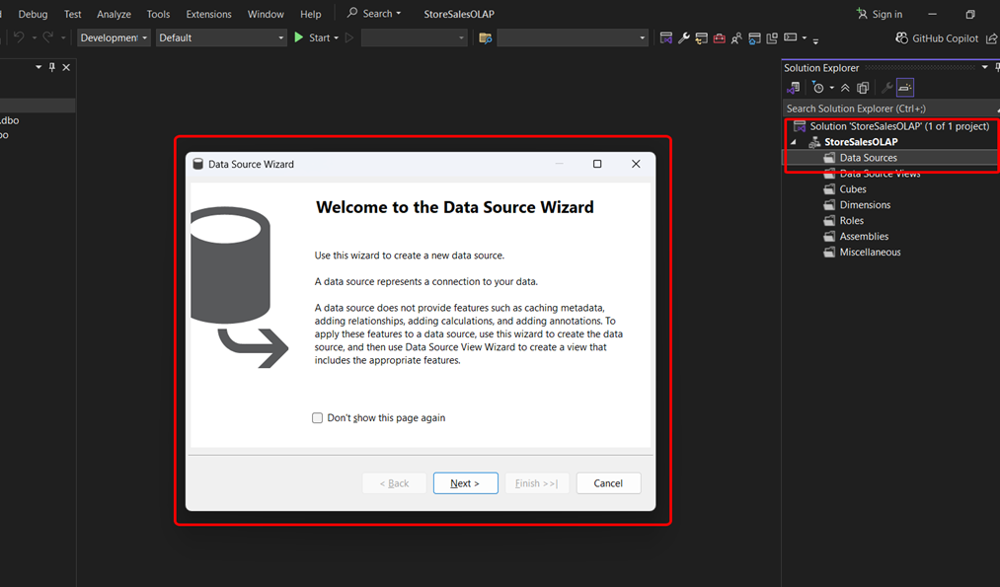 Debug Test Analyze Tools Extensions Window Help Search StoreSalesOLAP Sign in
Development Default Start GitHub Copilot
Solution Explorer
Search Solution Explorer (Ctrl+;)
.dbo
Solution 'StoreSalesOLAP' (1 of 1 project)
StoreSalesOLAP
Data Sources
Data Source Views
Cubes
Dimensions
Roles
Assemblies
Miscellaneous
Data Source Wizard
Welcome to the Data Source Wizard
Use this wizard to create a new data source.
A data source represents a connection to your data.
A data source does not provide features such as caching metadata,
adding relationships, adding calculations, and adding annotations. To
apply these features to a data source, use this wizard to create the data
source, and then use Data Source View Wizard to create a view that
includes the appropriate features.
Don't show this page again
< Back Next > Finish >>| Cancel